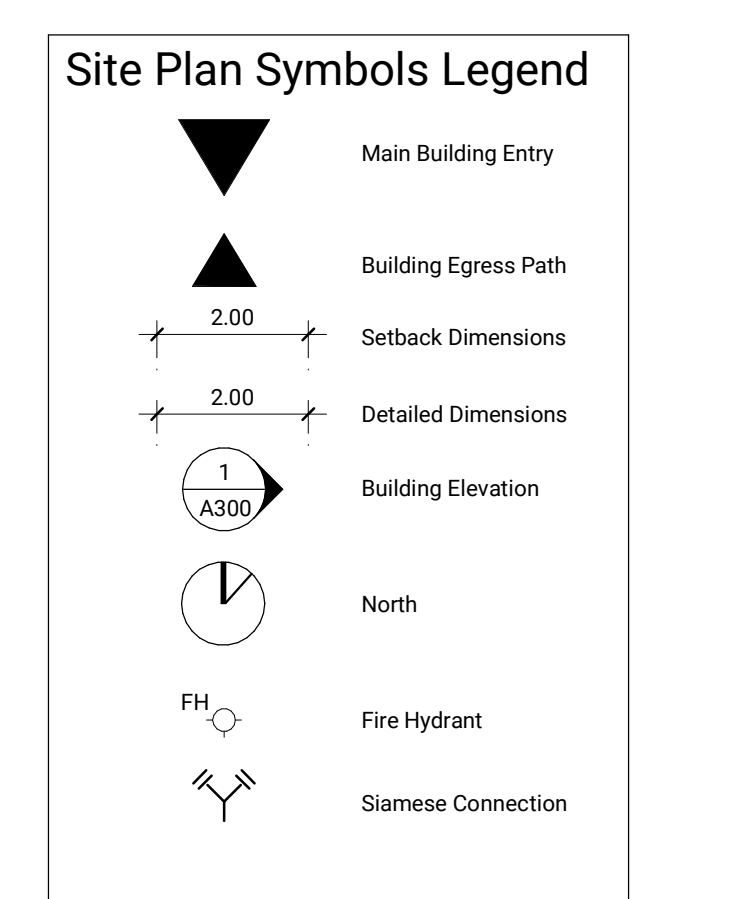 Site Plan Symbols Legend
Main Building Entry
Building Egress Path
2.00
Setback Dimensions
2.00
Detailed Dimensions
1
A300
Building Elevation
North
FH
Fire Hydrant
Siamese Connection